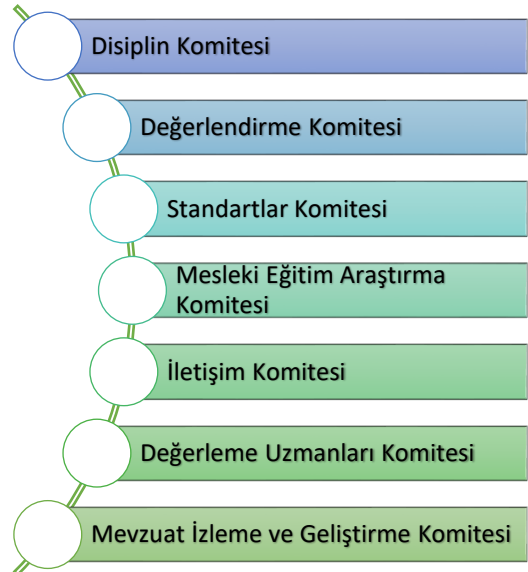 Disiplin Komitesi
Değerlendirme Komitesi
Standartlar Komitesi
Mesleki Eğitim Araştırma
Komitesi
İletişim Komitesi
Değerleme Uzmanları Komitesi
Mevzuat İzleme ve Geliştirme Komitesi